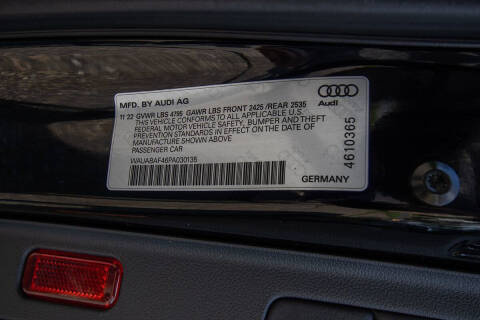 MFD. BY AUDI AG
11 22 GVWR LBS 4795 GAWR LBS FRONT 2425 /REAR 2535
THIS VEHICLE CONFORMS TO ALL APPLICABLE U.S.
FEDERAL MOTOR VEHICLE SAFETY, BUMPER AND THEFT
PREVENTION STANDARDS IN EFFECT ON THE DATE OF
MANUFACTURE SHOWN ABOVE
PASSENGER CAR
WAUABAF46PA030135
4610365
GERMANY